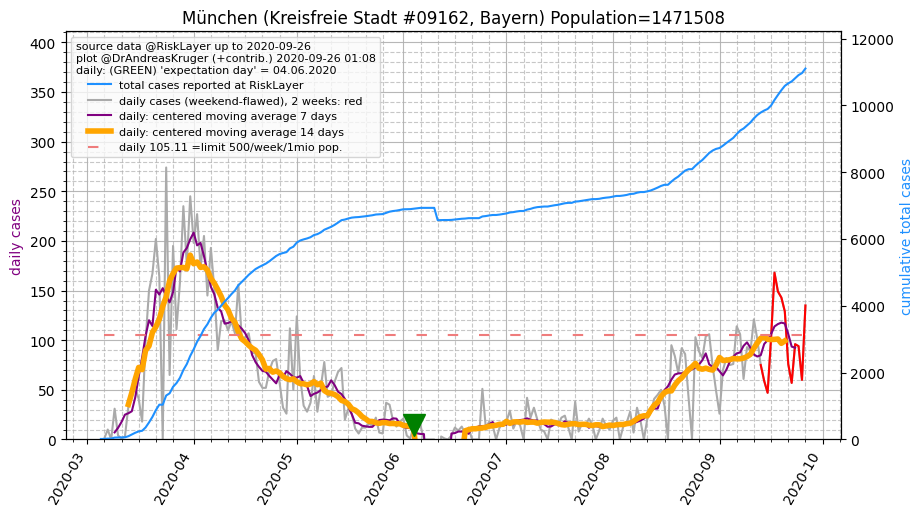 München (Kreisfreie Stadt #09162, Bayern) Population=1471508
source data @RiskLayer up to 2020-09-26
plot @DrAndreasKruger (+contrib.) 2020-09-26 01:08
daily: (GREEN) 'expectation day' = 04.06.2020
total cases reported at RiskLayer
daily cases (weekend-flawed), 2 weeks: red
daily: centered moving average 7 days
daily: centered moving average 14 days
daily 105.11 =limit 500/week/1mio pop.
daily cases
400
350
300
250
200
150
100
50
0
cumulative total cases
12000
10000
8000
6000
4000
2000
0
2020-03
2020-04
2020-05
2020-06
2020-07
2020-08
2020-09
2020-10